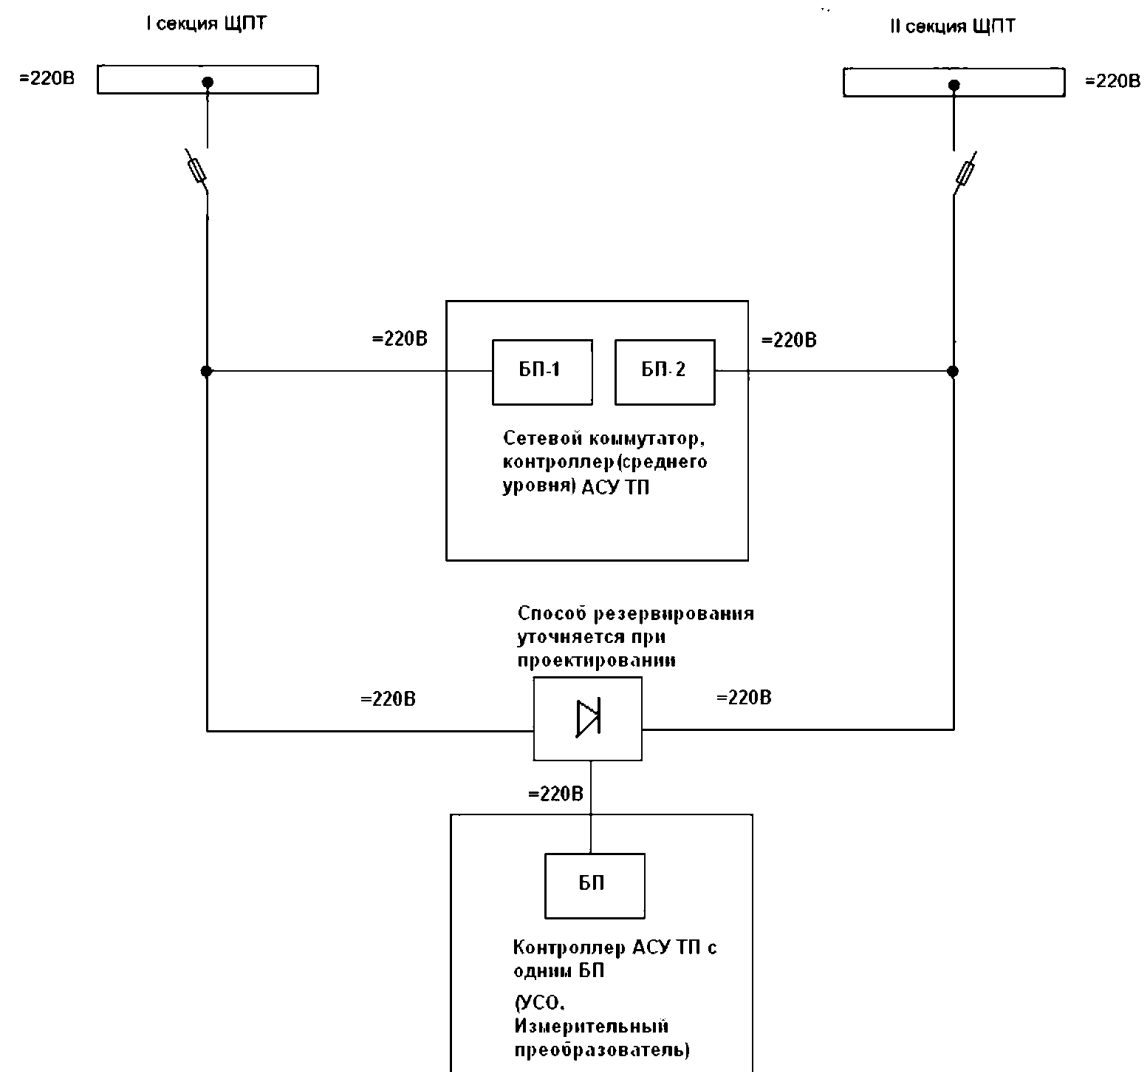 I секция ЩПТ
II секция ЩПТ
=220В
=220В
=220В
=220В
БП-1
БП-2
Сетевой коммутатор,
контроллер(среднего
уровня) АСУ ТП
Способ резервирования
уточняется при
проектировании
=220В
=220В
=220В
БП
Контроллер АСУ ТП с
одним БП
(УСО.
Измерительный
преобразователь)